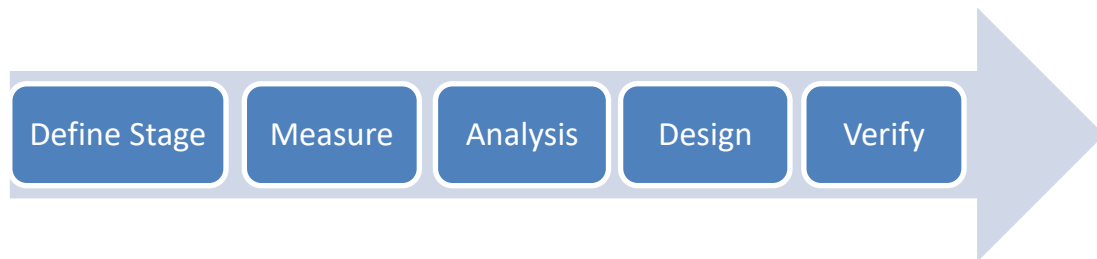 Define Stage
Measure
Analysis
Design
Verify